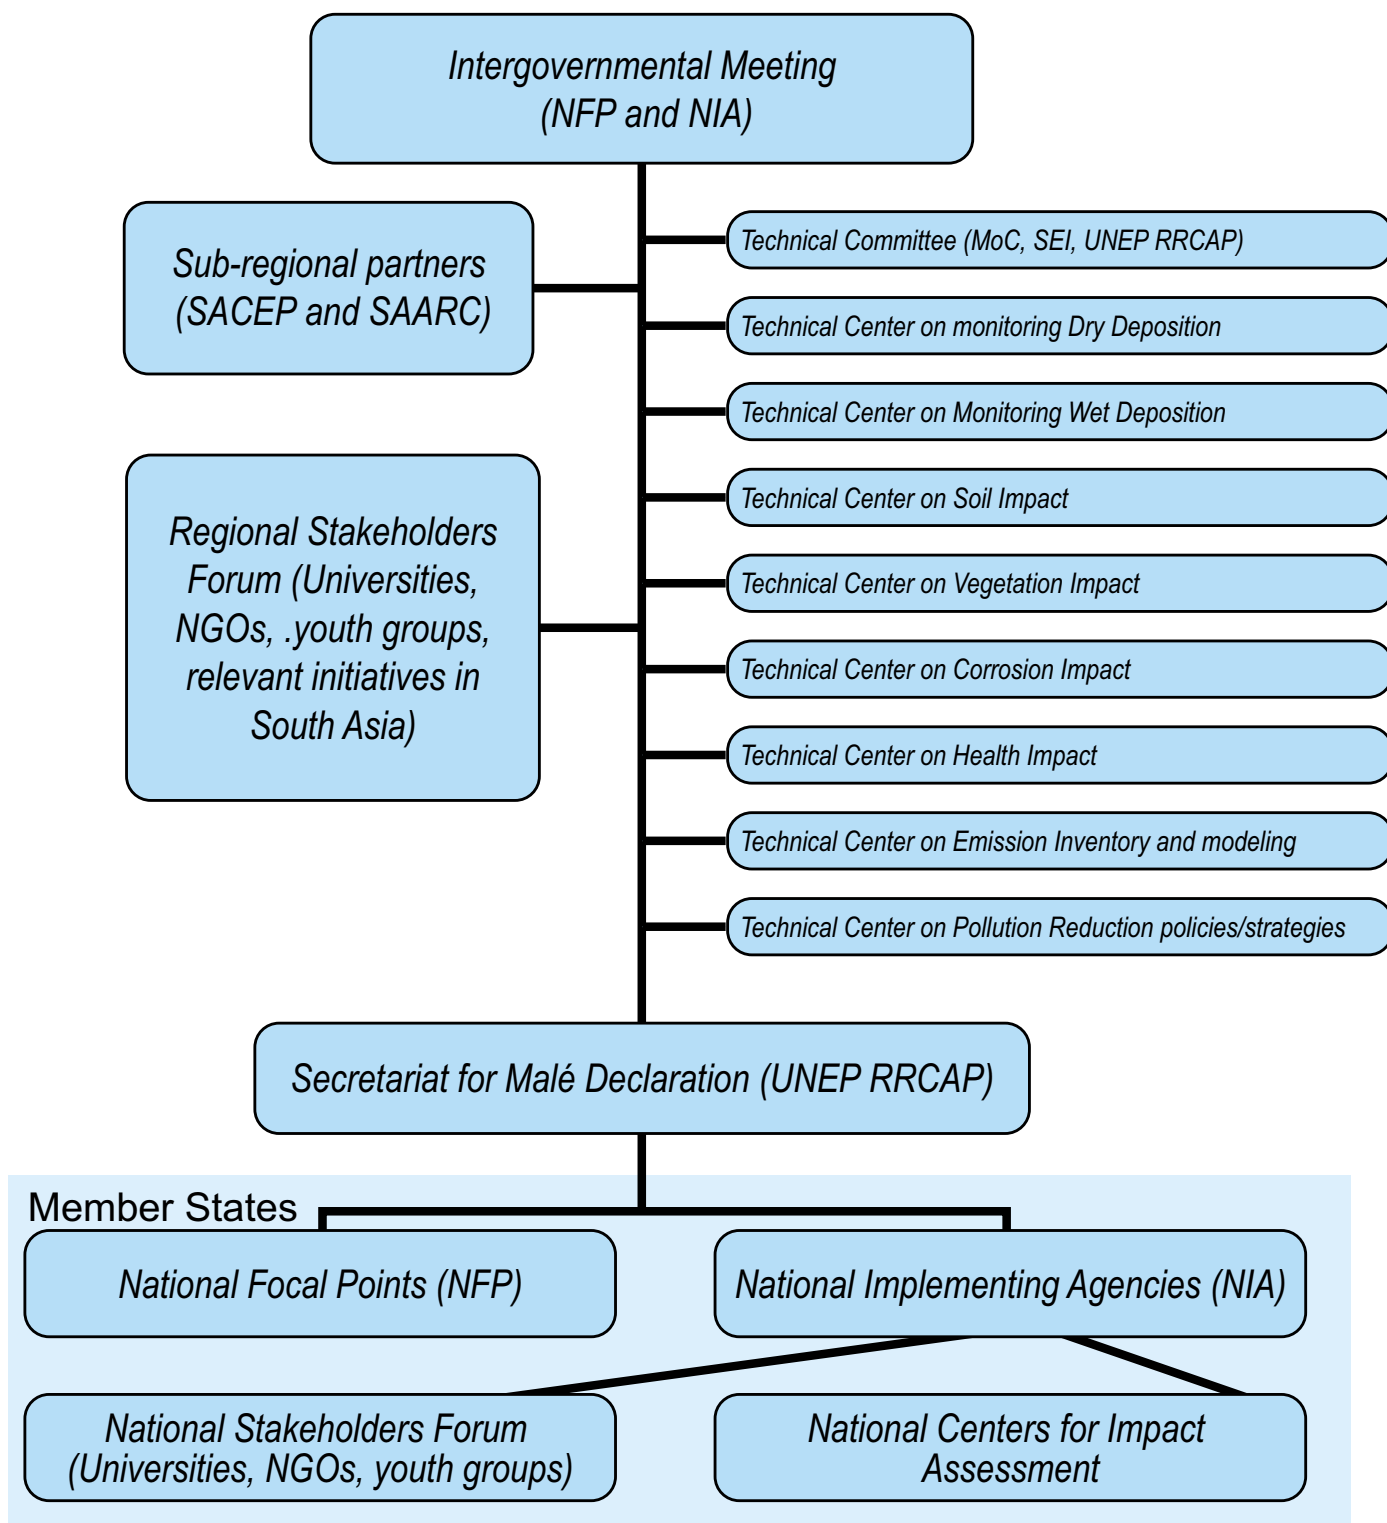 Intergovernmental Meeting
(NFP and NIA)
Sub-regional partners
(SACEP and SAARC)
Regional Stakeholders
Forum (Universities,
NGOs, .youth groups,
relevant initiatives in
South Asia)
Technical Committee (MoC, SEI, UNEP RRCAP)
Technical Center on monitoring Dry Deposition
Technical Center on Monitoring Wet Deposition
Technical Center on Soil Impact
Technical Center on Vegetation Impact
Technical Center on Corrosion Impact
Technical Center on Health Impact
Technical Center on Emission Inventory and modeling
Technical Center on Pollution Reduction policies/strategies
Secretariat for Malé Declaration (UNEP RRCAP)
Member States
National Focal Points (NFP)
National Implementing Agencies (NIA)
National Stakeholders Forum
(Universities, NGOs, youth groups)
National Centers for Impact
Assessment